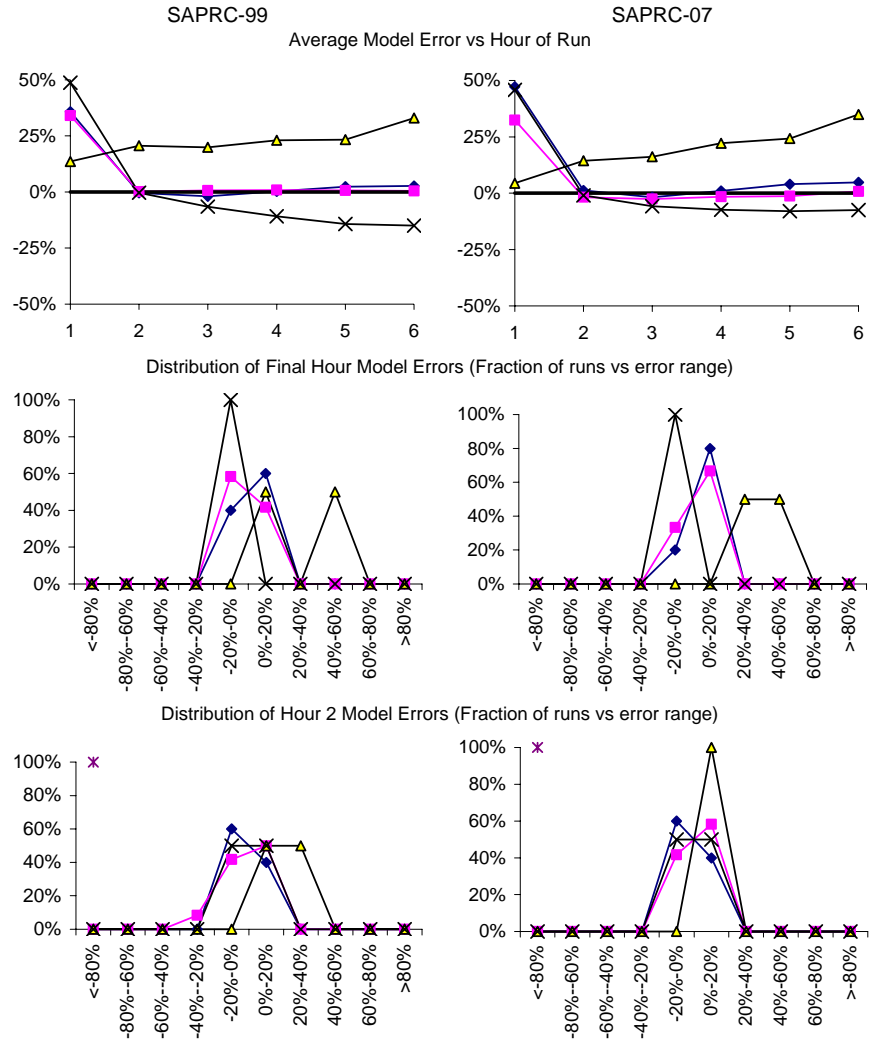 SAPRC-99 SAPRC-07
Average Model Error vs Hour of Run
50% 50%
25% 25%
0% 0%
-25% -25%
-50% -50%
1 2 3 4 5 6 1 2 3 4 5 6
Distribution of Final Hour Model Errors (Fraction of runs vs error range)
100% 100%
80% 80%
60% 60%
40% 40%
20% 20%
0% 0%
<-80% -80%--60% -60%--40% -40%--20% -20%-0% 0%-20% 20%-40% 40%-60% 60%-80% >80% <-80% -80%--60% -60%--40% -40%--20% -20%-0% 0%-20% 20%-40% 40%-60% 60%-80% >80%
Distribution of Hour 2 Model Errors (Fraction of runs vs error range)
100% 100%
80% 80%
60% 60%
40% 40%
20% 20%
0% 0%
<-80% -80%--60% -60%--40% -40%--20% -20%-0% 0%-20% 20%-40% 40%-60% 60%-80% >80% <-80% -80%--60% -60%--40% -40%--20% -20%-0% 0%-20% 20%-40% 40%-60% 60%-80% >80%